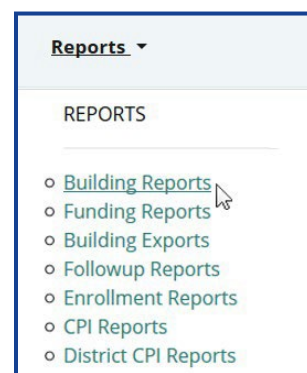 Reports
REPORTS
Building Reports
Funding Reports
Building Exports
Followup Reports
Enrollment Reports
CPI Reports
District CPI Reports